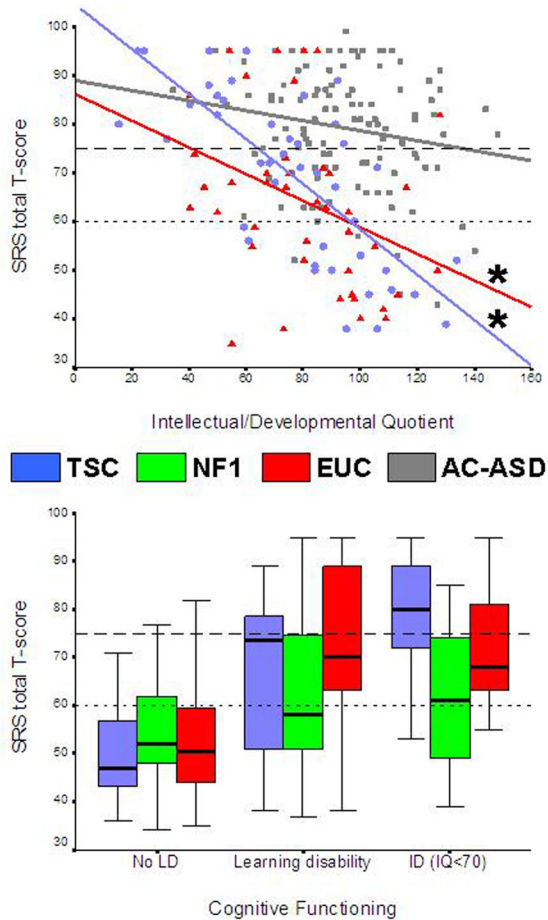 100
90
80
70
60
50
40
30
SRS total T-score
*
*
0 20 40 60 80 100 120 140 160
Intellectual/Developmental Quotient
TSC NF1 EUC AC-ASD
100
90
80
70
60
50
40
30
SRS total T-score
No LD Learning disability ID (IQ<70)
Cognitive Functioning